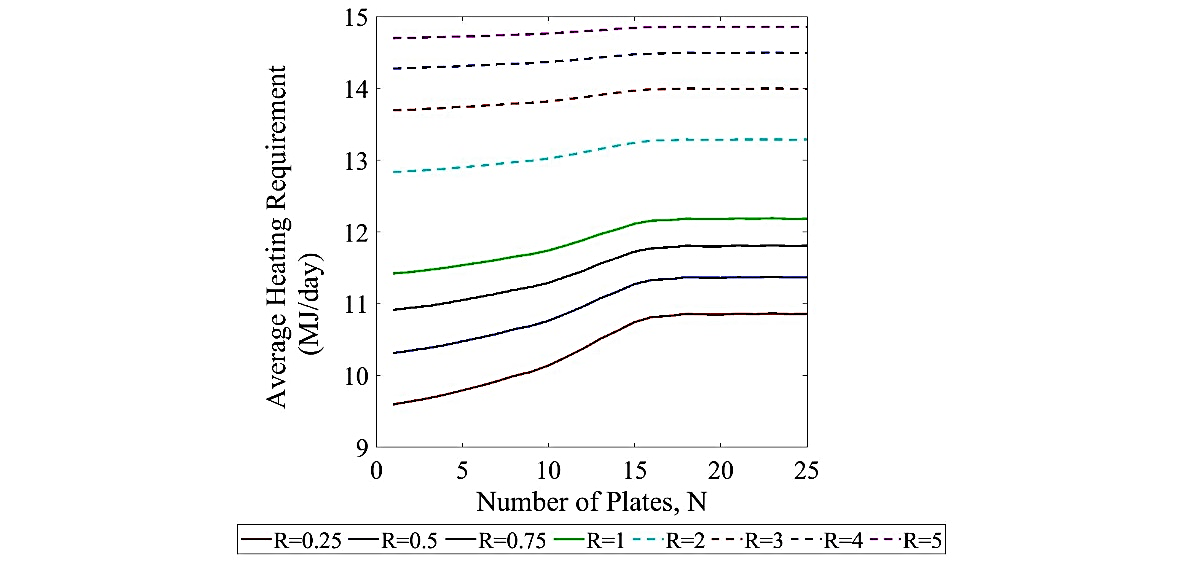 15
14
13
12
11
10
9
Average Heating Requirement
(MJ/day)
0 5 10 15 20 25
Number of Plates, N
R=0.25 R=0.5 R=0.75 R=1 R=2 R=3 R=4 R=5